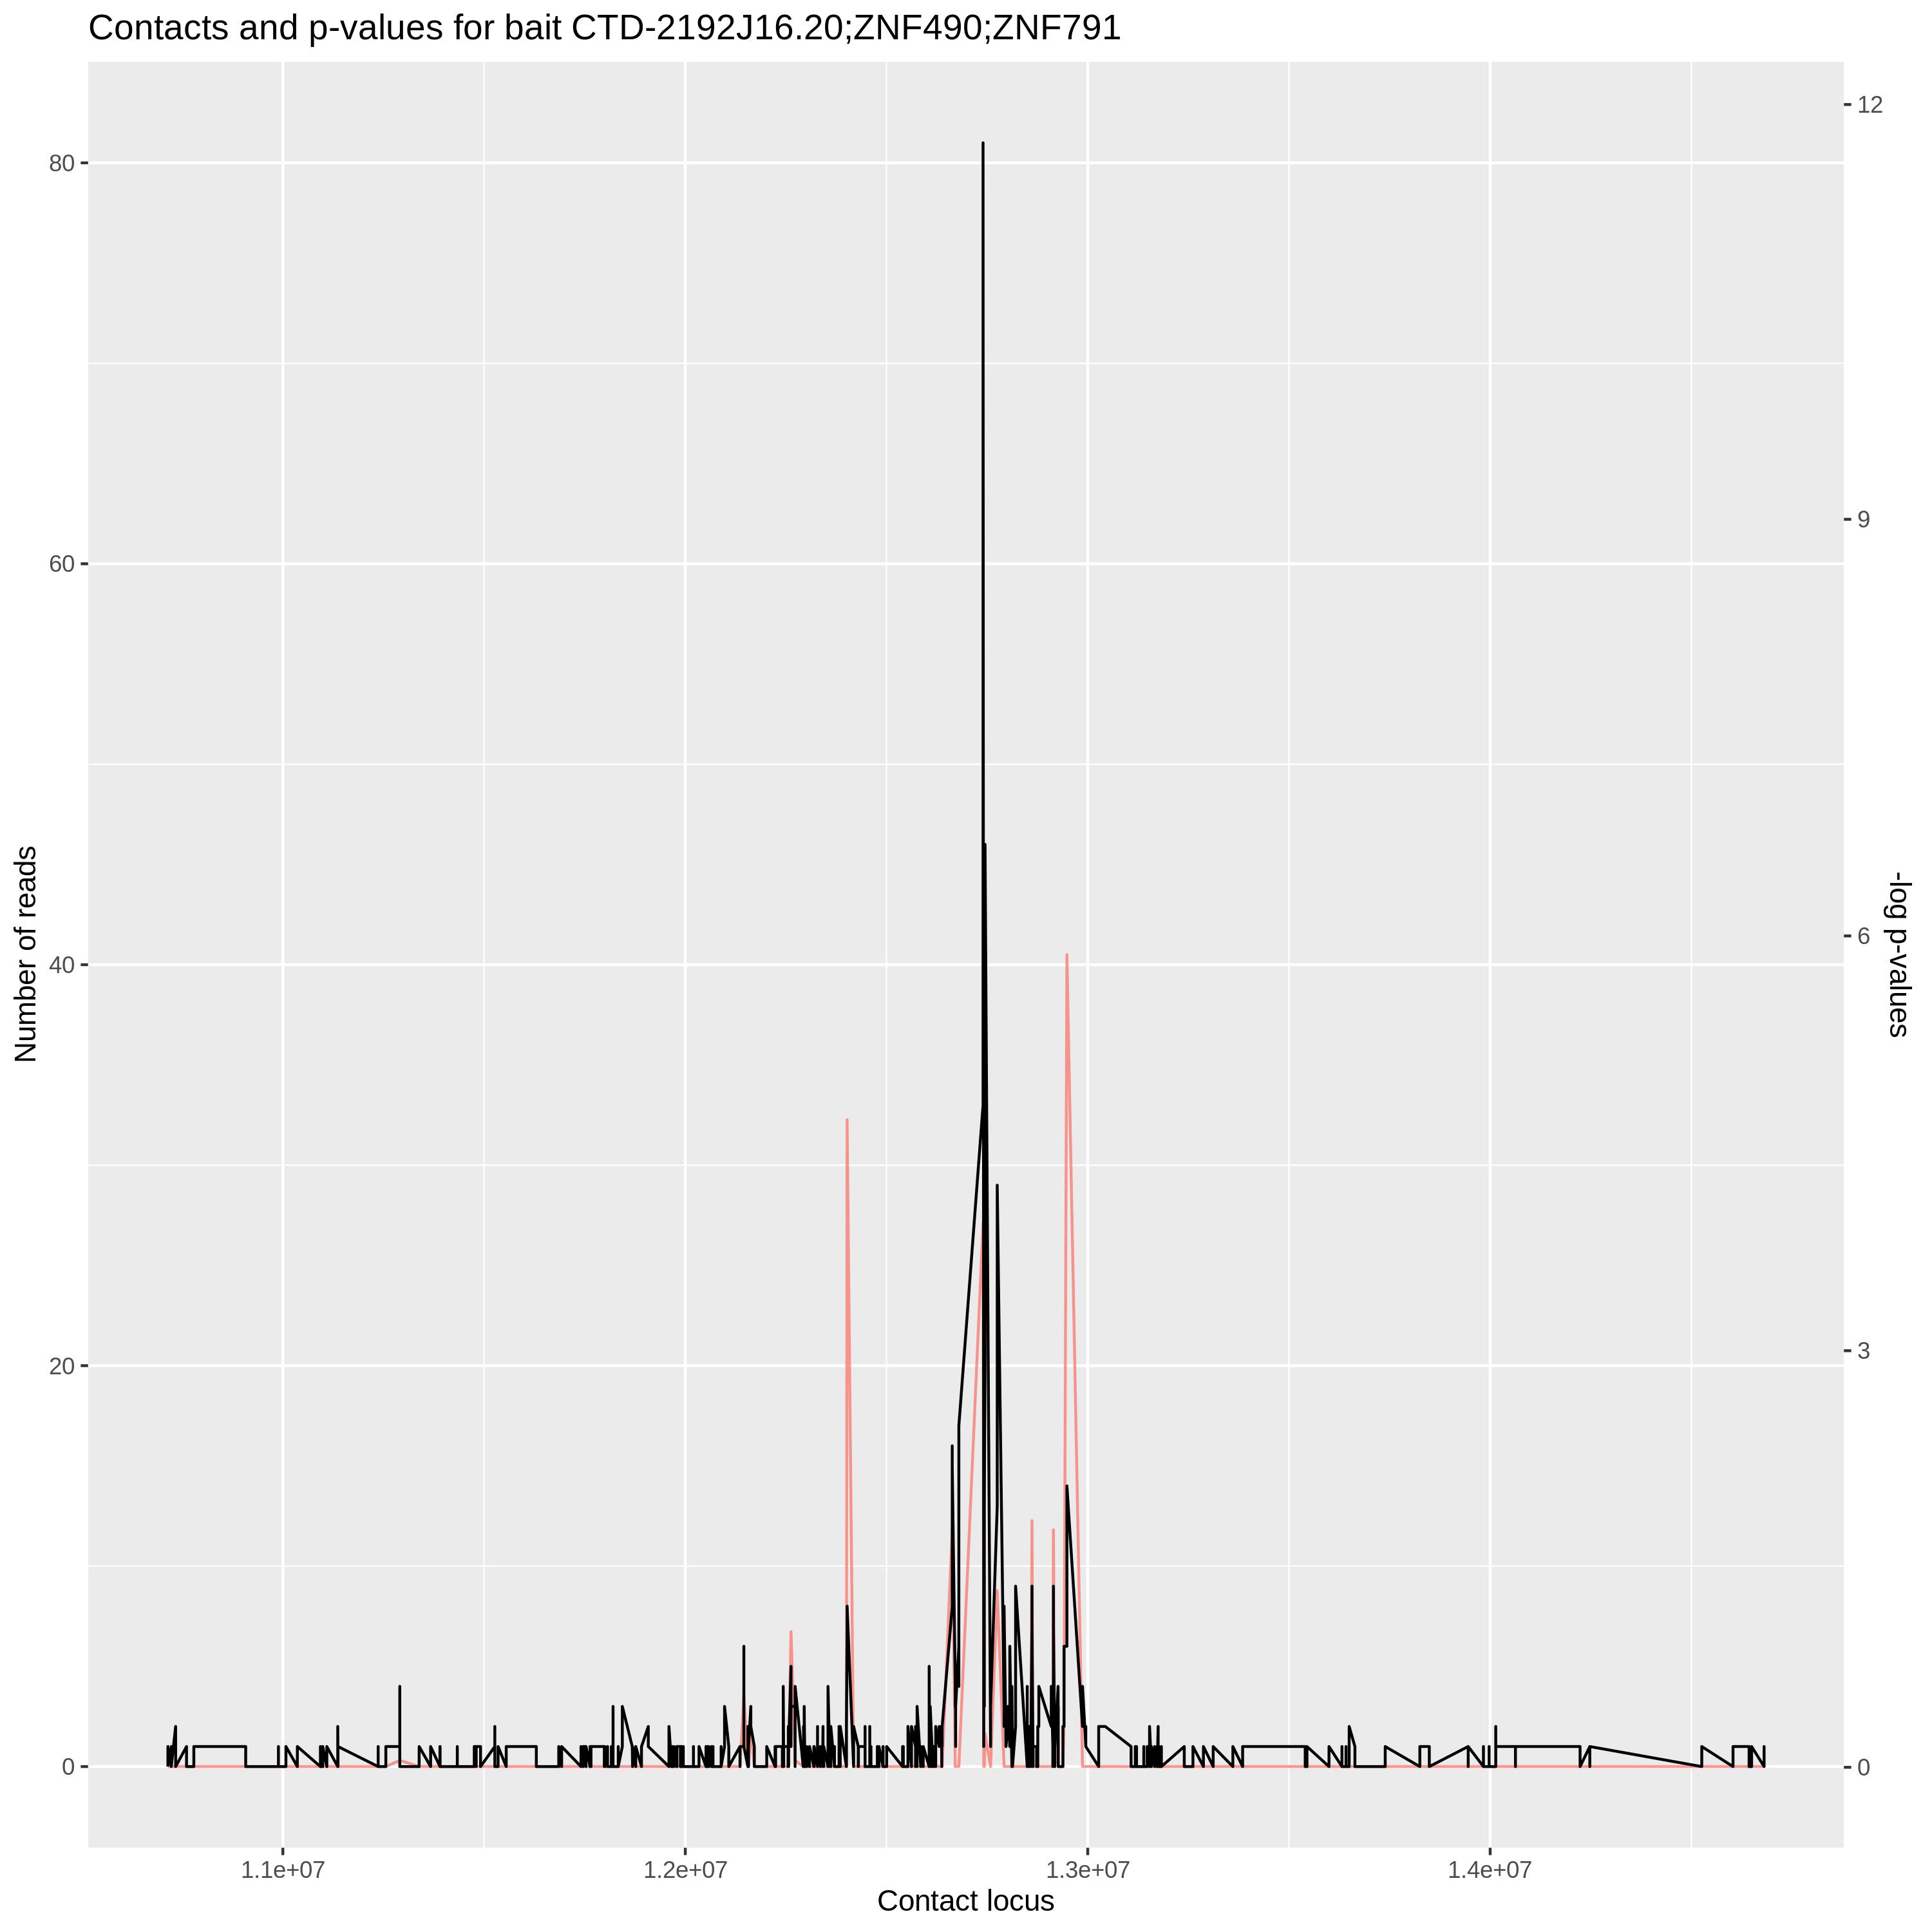 Contacts and p-values for bait CTD-2192J16.20;ZNF490;ZNF791
80
60
40
20
0
Number of reads
12
9
6
3
0
-log p-values
1.1e+07
1.2e+07
1.3e+07
1.4e+07
Contact locus